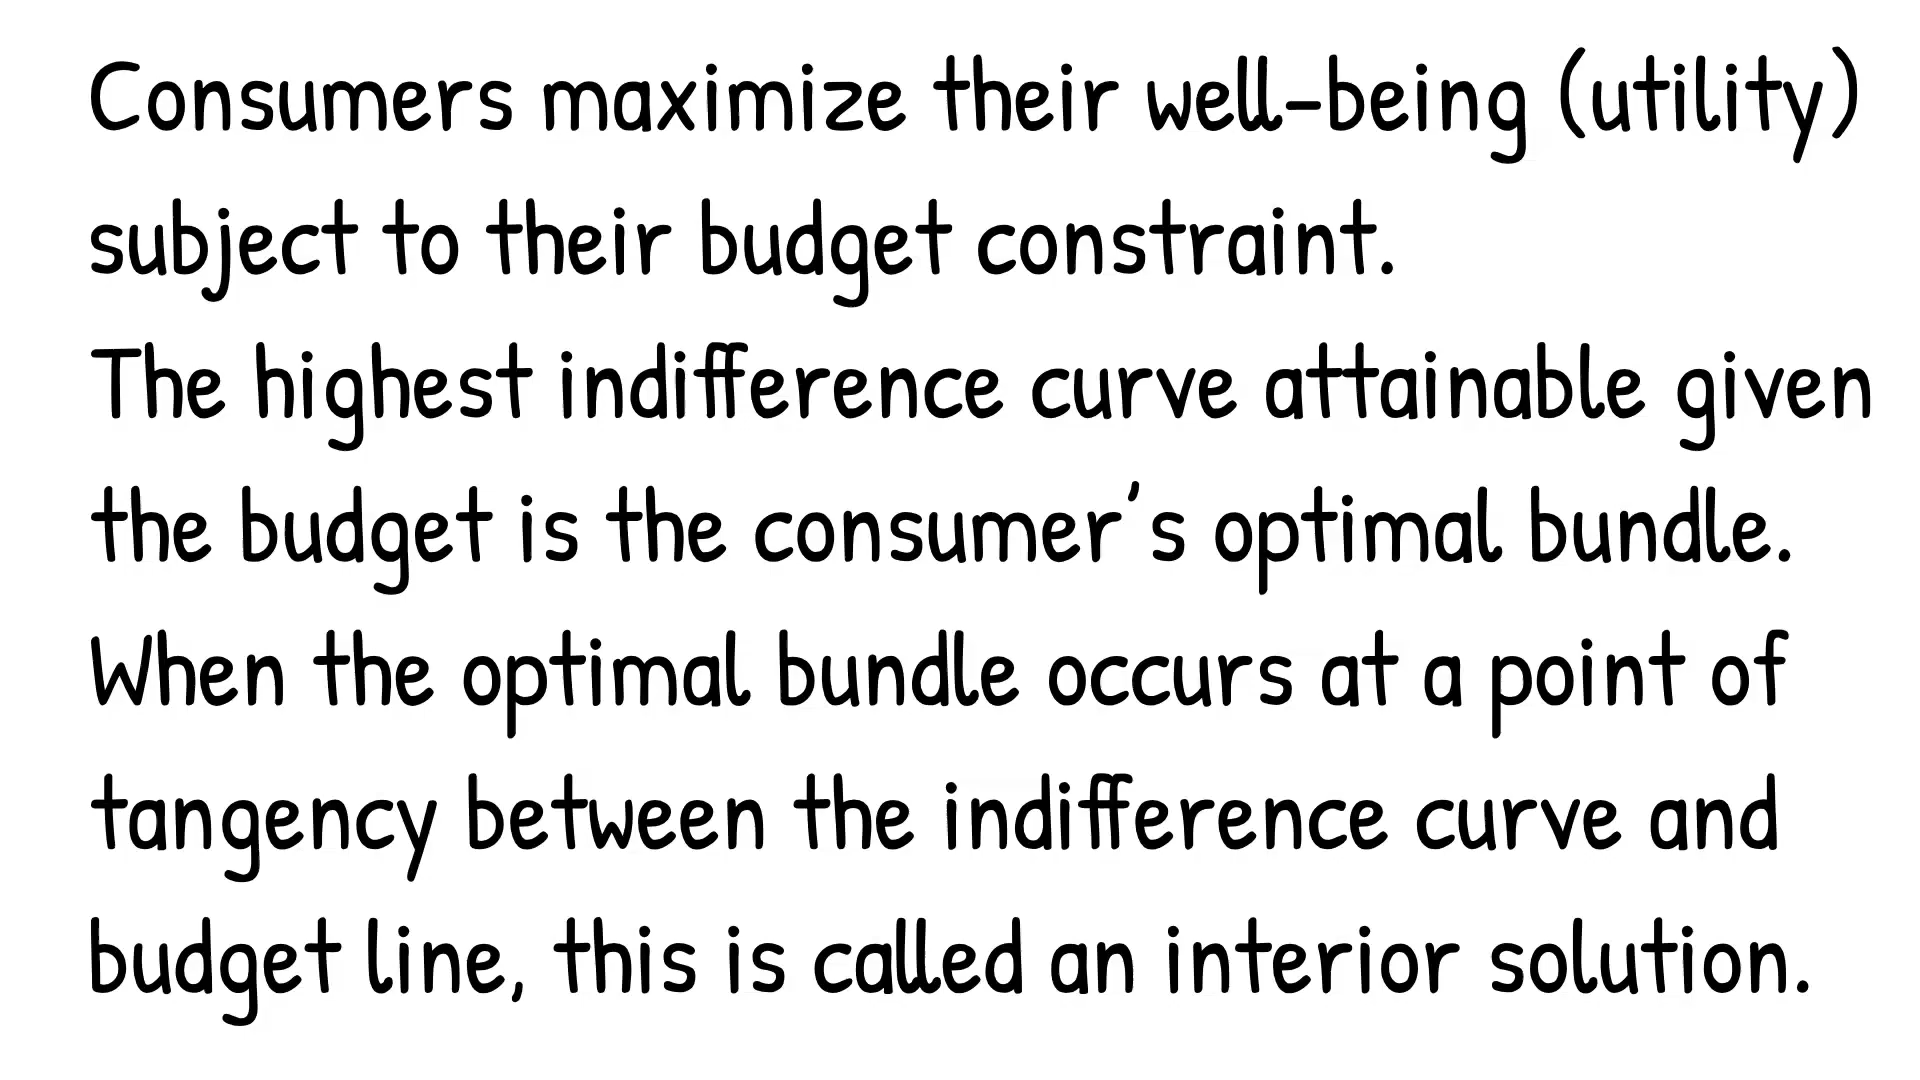 Consumers maximize their well-being (utility)
subject to their budget constraint.
The highest indifference curve attainable given
the budget is the consumer's optimal bundle.
When the optimal bundle occurs at a point of
tangency between the indifference curve and
budget line, this is called an interior solution.